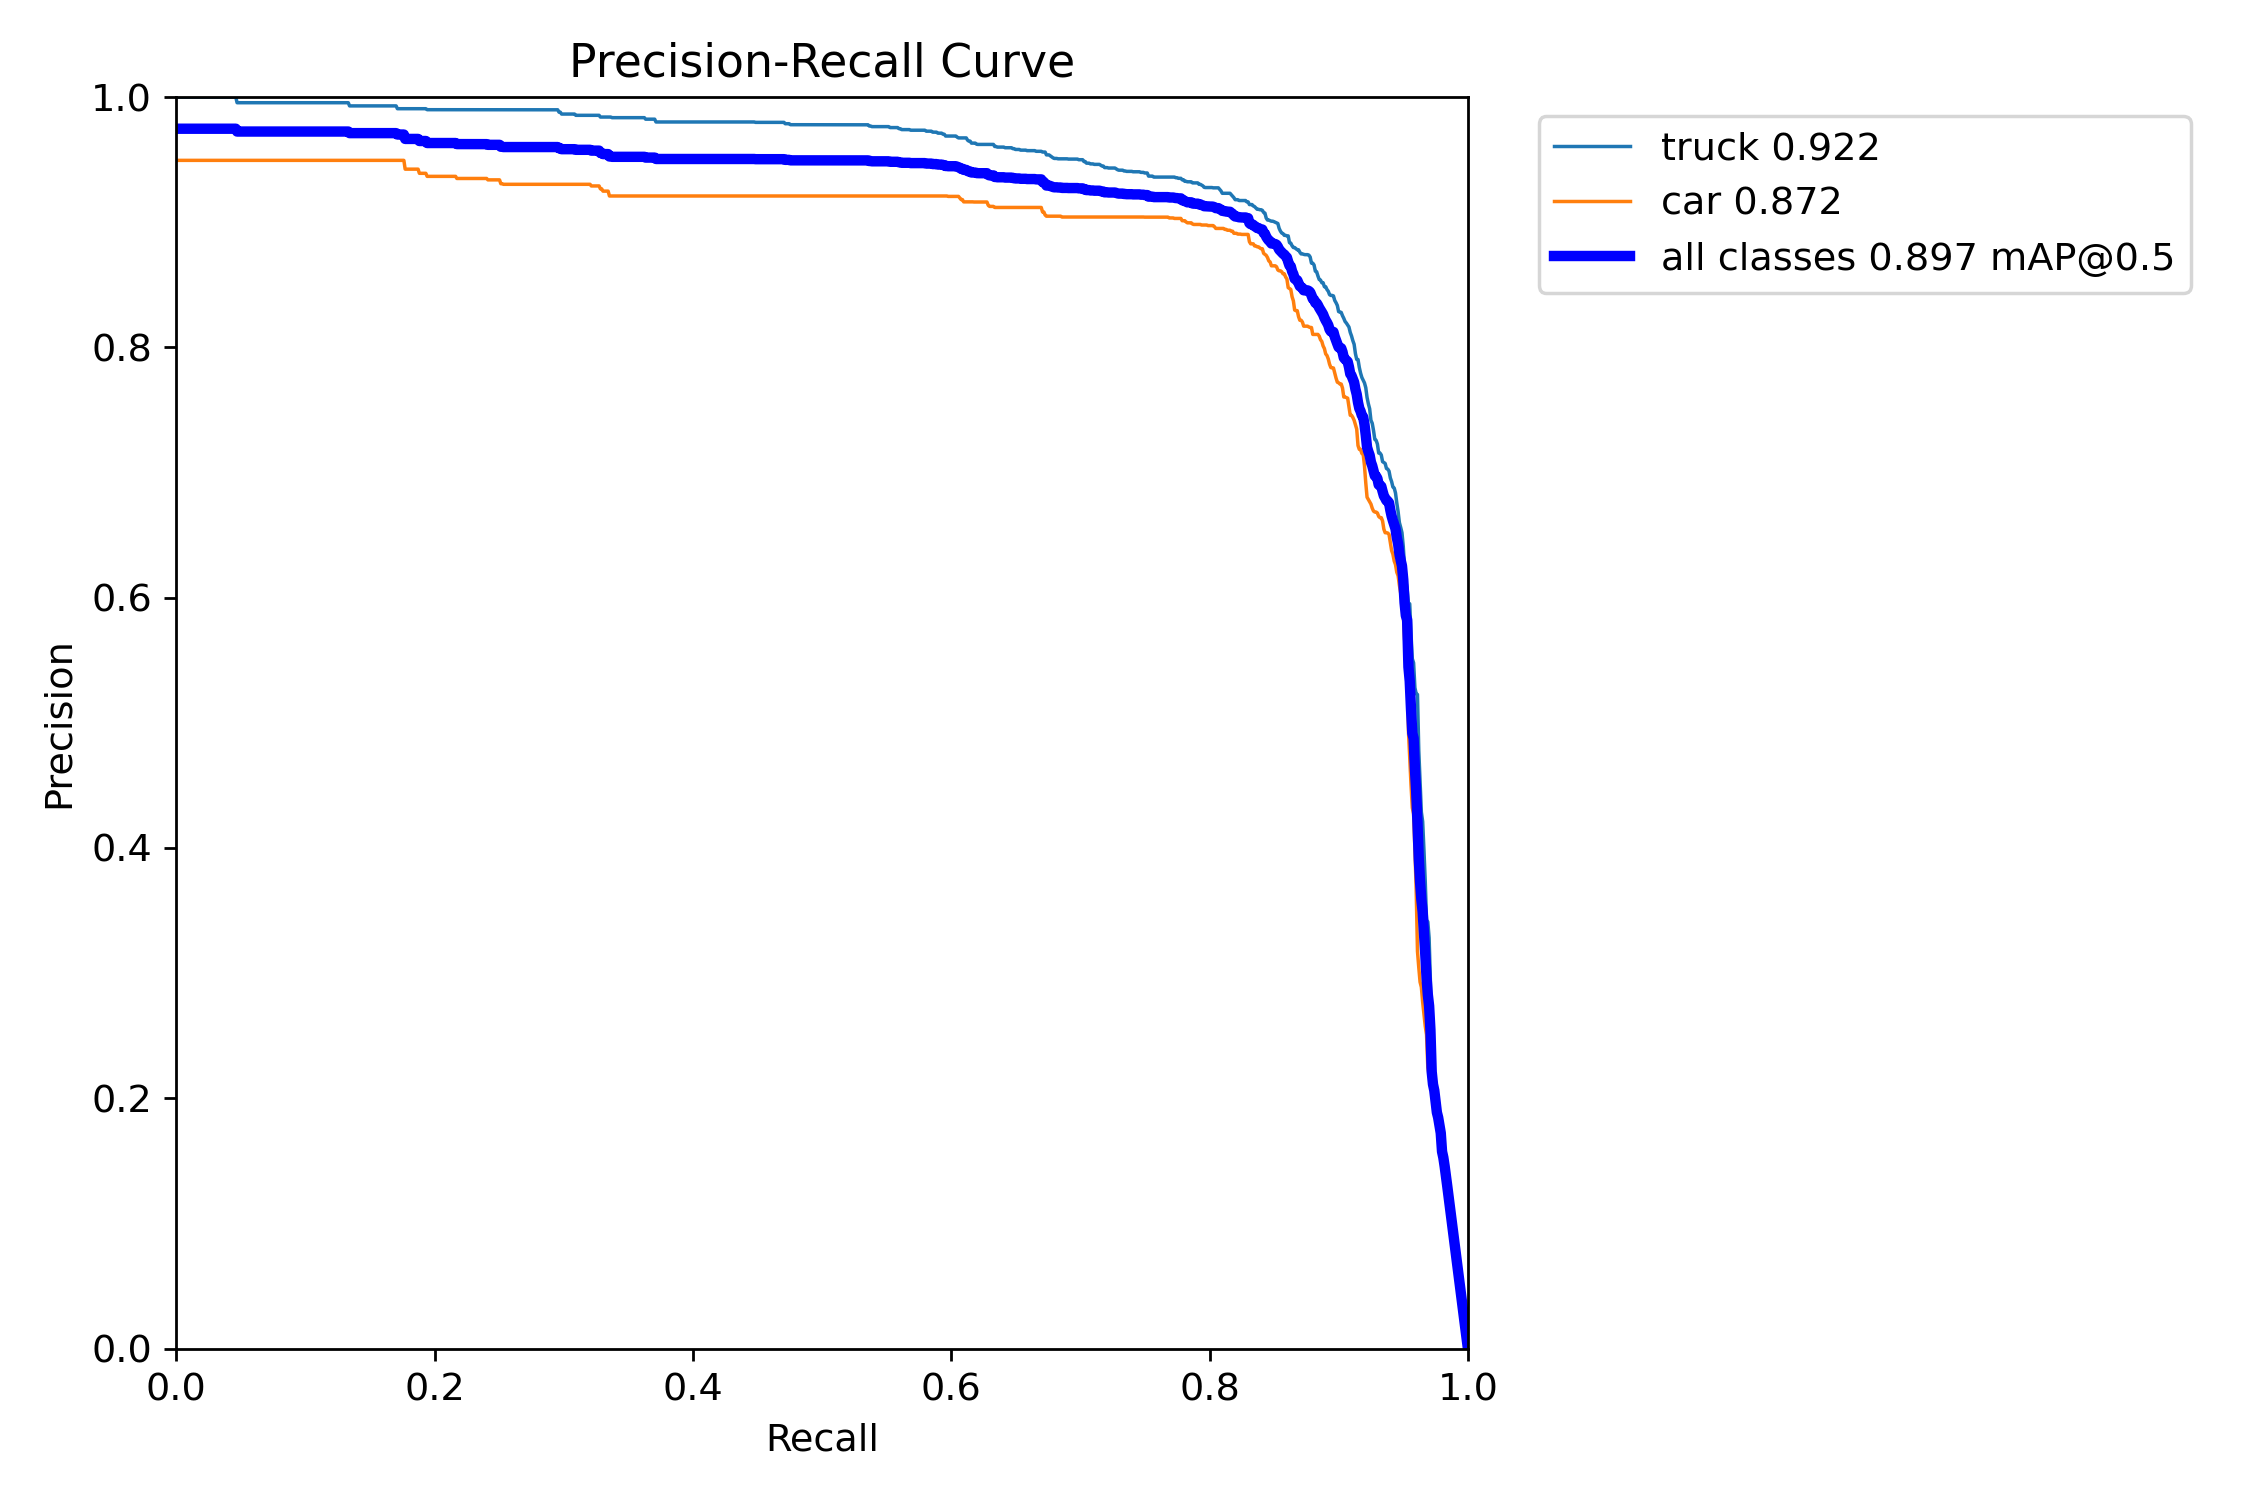 Precision-Recall Curve
1.0
0.8
0.6
0.4
0.2
0.0
Precision
0.0 0.2 0.4 0.6 0.8 1.0
Recall
truck 0.922
car 0.872
all classes 0.897 mAP@0.5